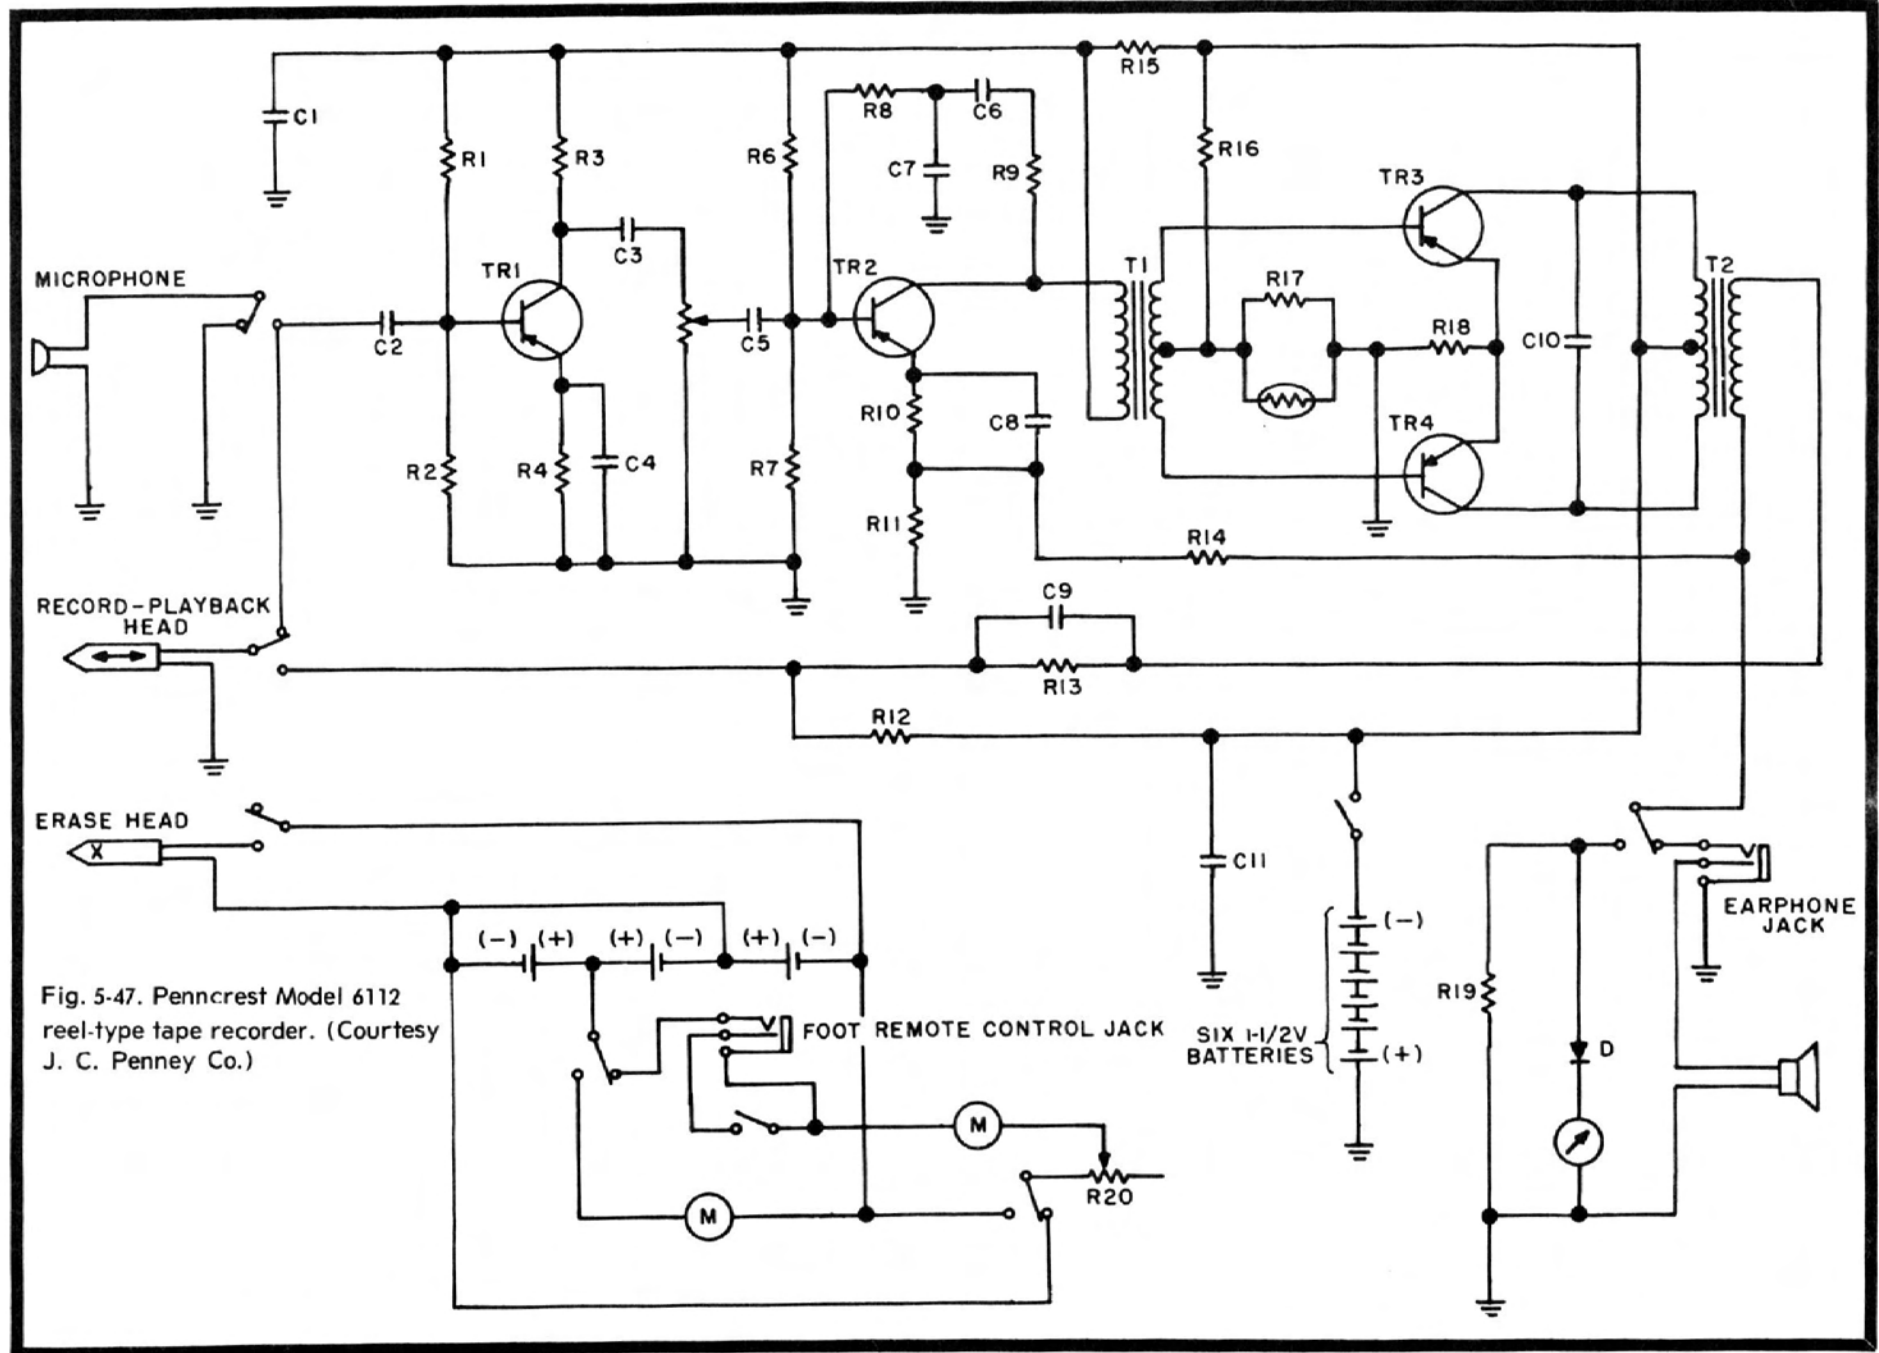 R15
C1
R8
C6
R1
R3
R6
C7
R9
R16
TR3
MICROPHONE
TR1
C3
TR2
T1
R17
T2
C2
C5
R18
C10
R10
C8
TR4
R2
R4
C4
R7
R11
R14
RECORD-PLAYBACK
HEAD
C9
R13
R12
ERASE HEAD
X
C11
(-)
EARPHONE
JACK
(-) (+) (+) (-) (+) (-)
Fig. 5-47. Penncrest Model 6112
reel-type tape recorder. (Courtesy
J. C. Penney Co.)
FOOT REMOTE CONTROL JACK
SIX 1-1/2V
BATTERIES
(+)
R19
D
M
R20
M